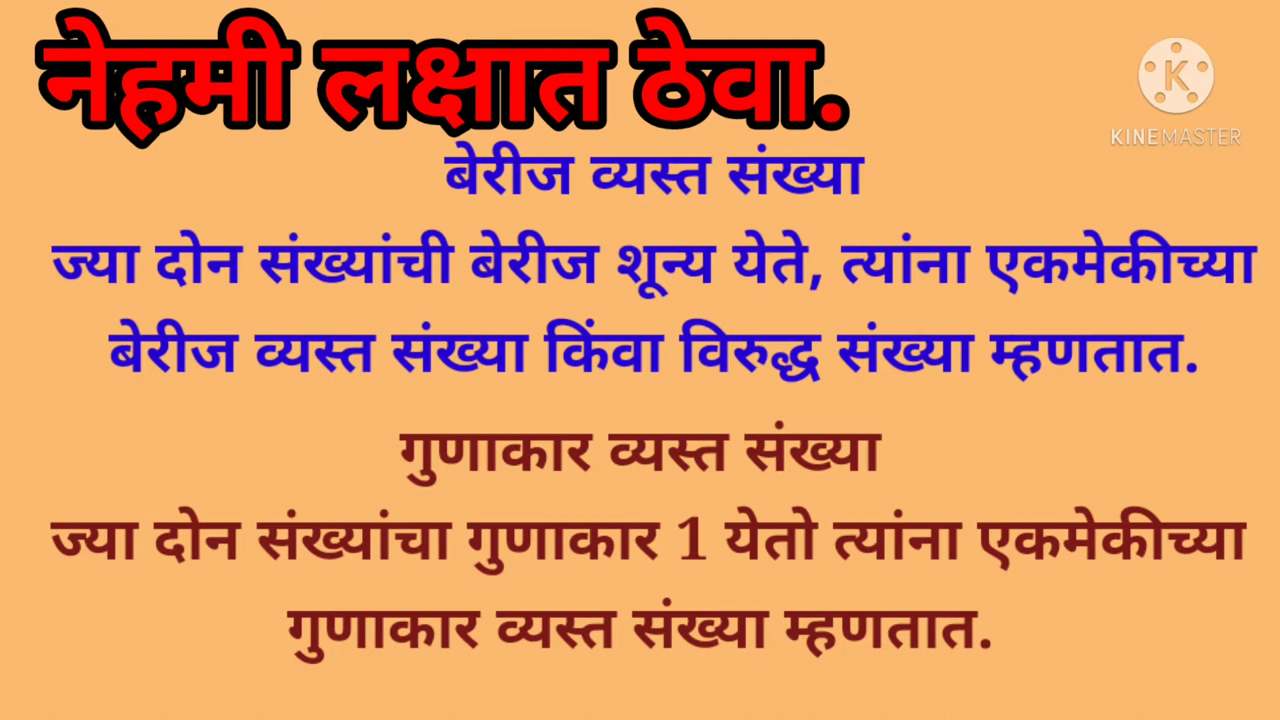 नेहमी लक्षात ठेवा.
KINEMASTER
बेरीज व्यस्त संख्या
ज्या दोन संख्यांची बेरीज शून्य येते, त्यांना एकमेकीच्या
बेरीज व्यस्त संख्या किंवा विरुद्ध संख्या म्हणतात.
गुणाकार व्यस्त संख्या
ज्या दोन संख्यांचा गुणाकार 1 येतो त्यांना एकमेकीच्या
गुणाकार व्यस्त संख्या म्हणतात.